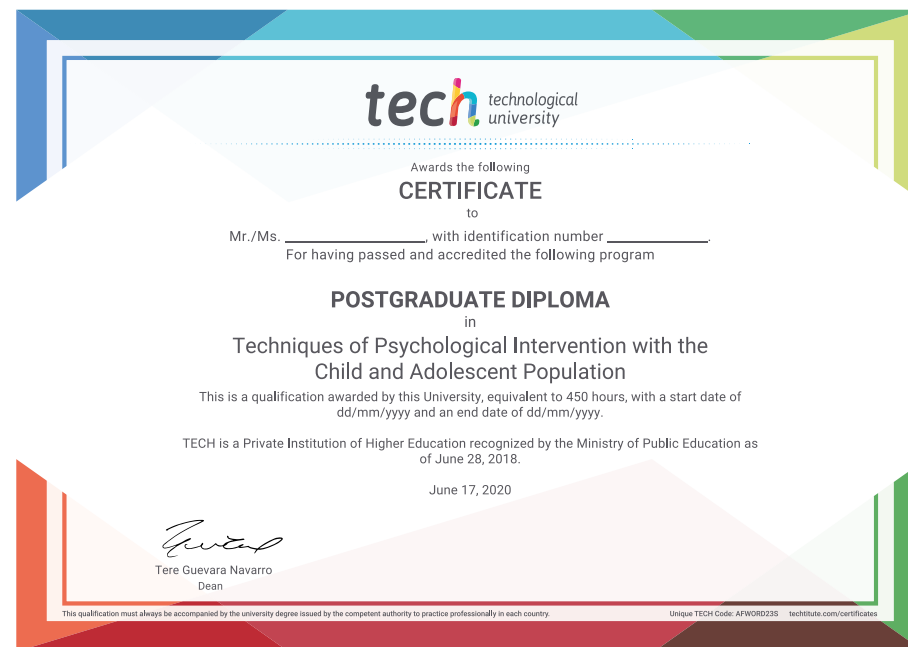 tech technological
university
Awards the following
CERTIFICATE
to
Mr./Ms. ____________________, with identification number ______________.
For having passed and accredited the following program
POSTGRADUATE DIPLOMA
in
Techniques of Psychological Intervention with the
Child and Adolescent Population
This is a qualification awarded by this University, equivalent to 450 hours, with a start date of
dd/mm/yyyy and an end date of dd/mm/yyyy.
TECH is a Private Institution of Higher Education recognized by the Ministry of Public Education as
of June 28, 2018.
June 17, 2020
Tere Guevara Navarro
Dean
This qualification must always be accompanied by the university degree issued by the competent authority to practice professionally in each country. Unique TECH Code: AFWORD23S techtitute.com/certificates